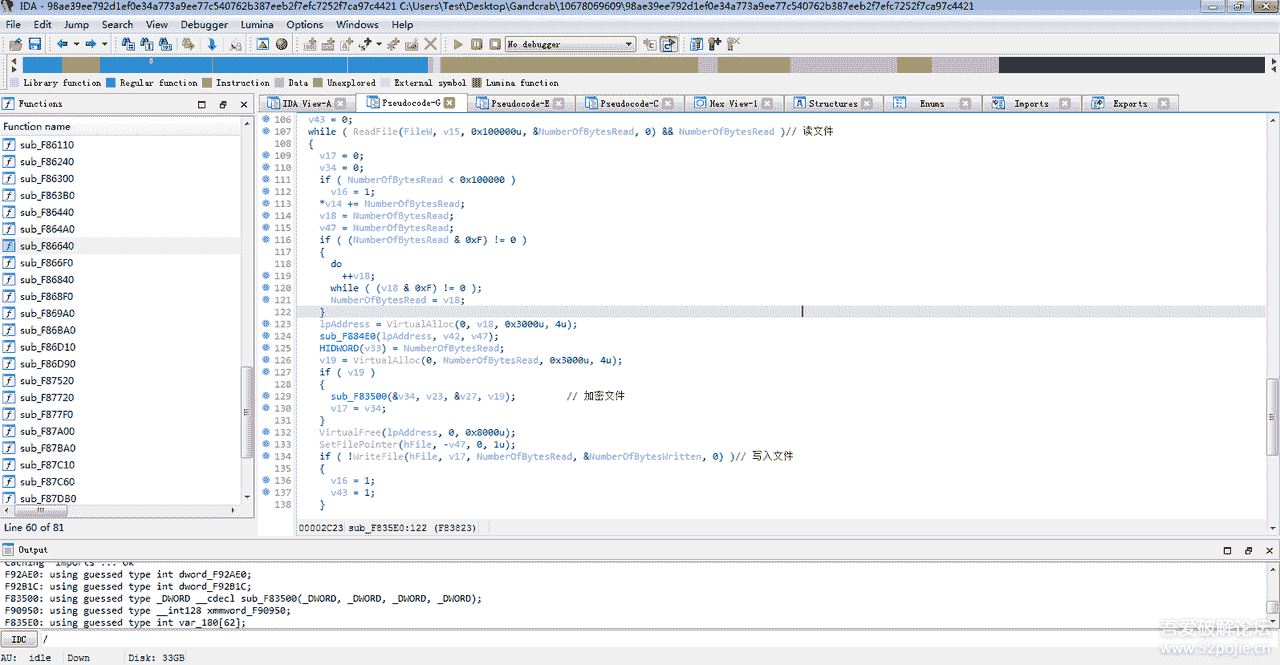 IDA - 98ae39ee792d1ef0e34a773a9ee77c540762b387eeb2f7efc7252f7ca97c4421 C:\Users\Test\Desktop\Gandcrab\10678069609\98ae39ee792d1ef0e34a773a9ee77c540762b387eeb2f7efc7252f7ca97c4421
File Edit Jump Search View Debugger Lumina Options Windows Help
No debugger
Library function Regular function Instruction Data Unexplored External symbol Lumina function
Functions
IDA View-A Pseudocode-G Pseudocode-E Pseudocode-C Hex View-1 Structures Enums Imports Exports
Function name
sub_F86110
sub_F86240
sub_F86300
sub_F863B0
sub_F86440
sub_F864A0
sub_F86640
sub_F866F0
sub_F86840
sub_F868F0
sub_F869A0
sub_F86BA0
sub_F86D10
sub_F86D90
sub_F87520
sub_F87720
sub_F877F0
sub_F87A00
sub_F87BA0
sub_F87C10
sub_F87C60
sub_F87DB0
Line 60 of 81
106 v43 = 0;
107 while ( ReadFile(FileW, v15, 0x100000u, &NumberOfBytesRead, 0) && NumberOfBytesRead )// 读文件
108 {
109 v17 = 0;
110 v34 = 0;
111 if ( NumberOfBytesRead < 0x100000 )
112 v16 = 1;
113 *v14 += NumberOfBytesRead;
114 v18 = NumberOfBytesRead;
115 v47 = NumberOfBytesRead;
116 if ( (NumberOfBytesRead & 0xF) != 0 )
117 {
118 do
119 ++v18;
120 while ( (v18 & 0xF) != 0 );
121 NumberOfBytesRead = v18;
122 }
123 lpAddress = VirtualAlloc(0, v18, 0x3000u, 4u);
124 sub_F884E0(lpAddress, v42, v47);
125 HIDWORD(v33) = NumberOfBytesRead;
126 v19 = VirtualAlloc(0, NumberOfBytesRead, 0x3000u, 4u);
127 if ( v19 )
128 {
129 sub_F83500(&v34, v23, &v27, v19); // 加密文件
130 v17 = v34;
131 }
132 VirtualFree(lpAddress, 0, 0x8000u);
133 SetFilePointer(hFile, -v47, 0, 1u);
134 if ( !WriteFile(hFile, v17, NumberOfBytesRead, &NumberOfBytesWritten, 0) )// 写入文件
135 {
136 v16 = 1;
137 v43 = 1;
138 }
00002C23 sub_F835E0:122 (F83823)
Output
Caching 'Imports'... ok
F92AE0: using guessed type int dword_F92AE0;
F92B1C: using guessed type int dword_F92B1C;
F83500: using guessed type _DWORD __cdecl sub_F83500(_DWORD, _DWORD, _DWORD, _DWORD);
F90950: using guessed type __int128 xmmword_F90950;
F835E0: using guessed type int var_180[62];
IDC /
AU: idle Down Disk: 33GB
吾爱破解论坛
www.52pojie.cn